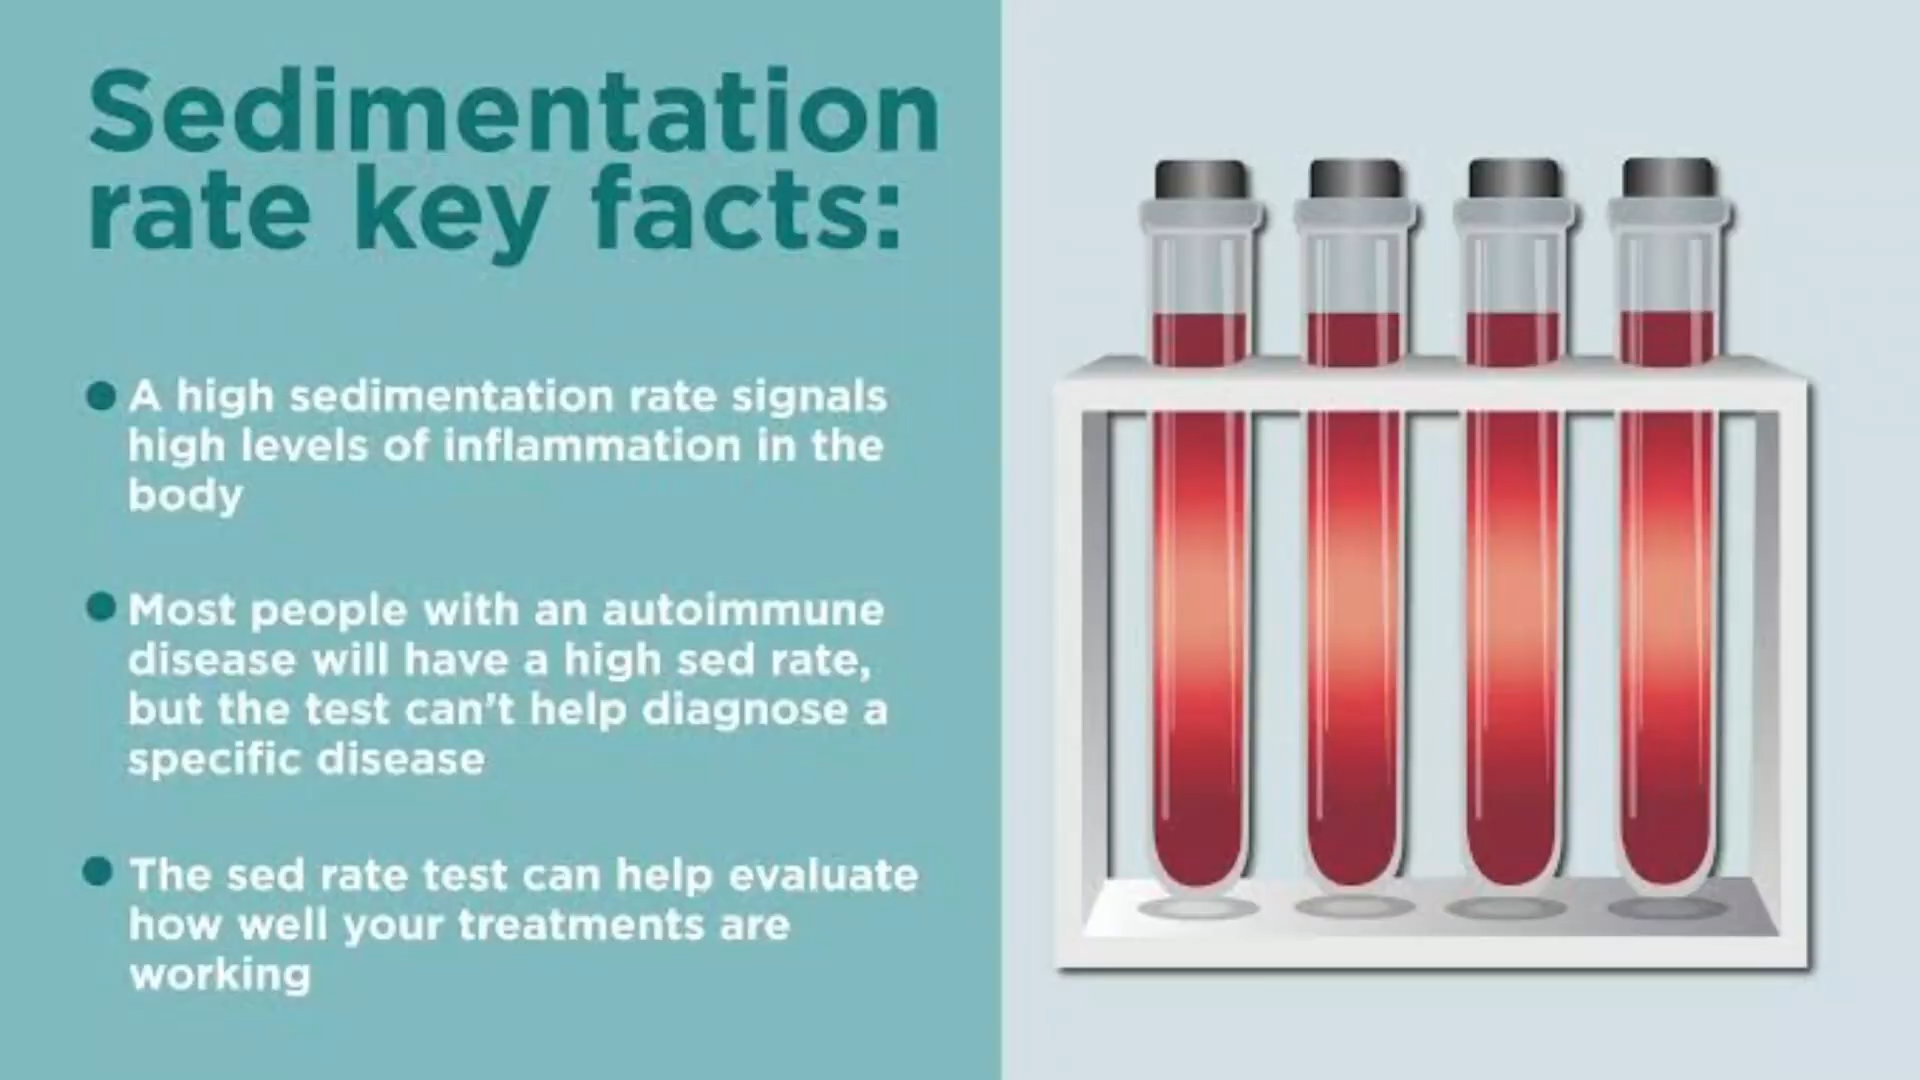 Sedimentation
rate key facts:
A high sedimentation rate signals
high levels of inflammation in the
body
Most people with an autoimmune
disease will have a high sed rate,
but the test can't help diagnose a
specific disease
The sed rate test can help evaluate
how well your treatments are
working